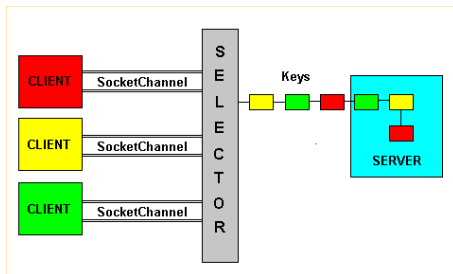 CLIENT
SocketChannel
CLIENT
SocketChannel
CLIENT
SocketChannel
SELECTOR
Keys
SERVER